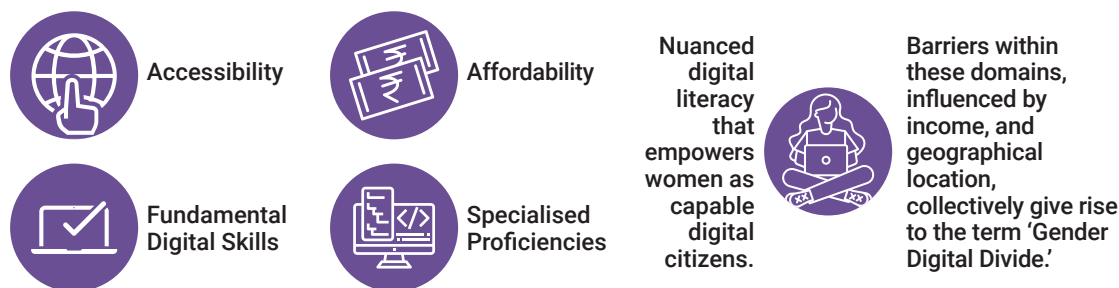 Accessibility
Affordability
Fundamental
Digital Skills
Specialised
Proficiencies
Nuanced
digital
literacy
that
empowers
women as
capable
digital
citizens.
Barriers within
these domains,
influenced by
income, and
geographical
location,
collectively give rise
to the term ‘Gender
Digital Divide.’